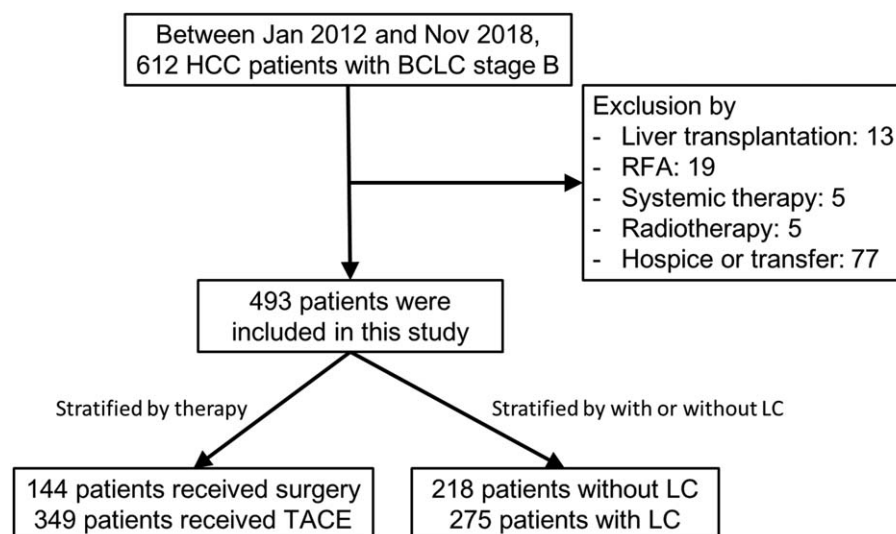 Between Jan 2012 and Nov 2018,
612 HCC patients with BCLC stage B
Exclusion by
- Liver transplantation: 13
- RFA: 19
- Systemic therapy: 5
- Radiotherapy: 5
- Hospice or transfer: 77
493 patients were
included in this study
Stratified by therapy
Stratified by with or without LC
144 patients received surgery
349 patients received TACE
218 patients without LC
275 patients with LC